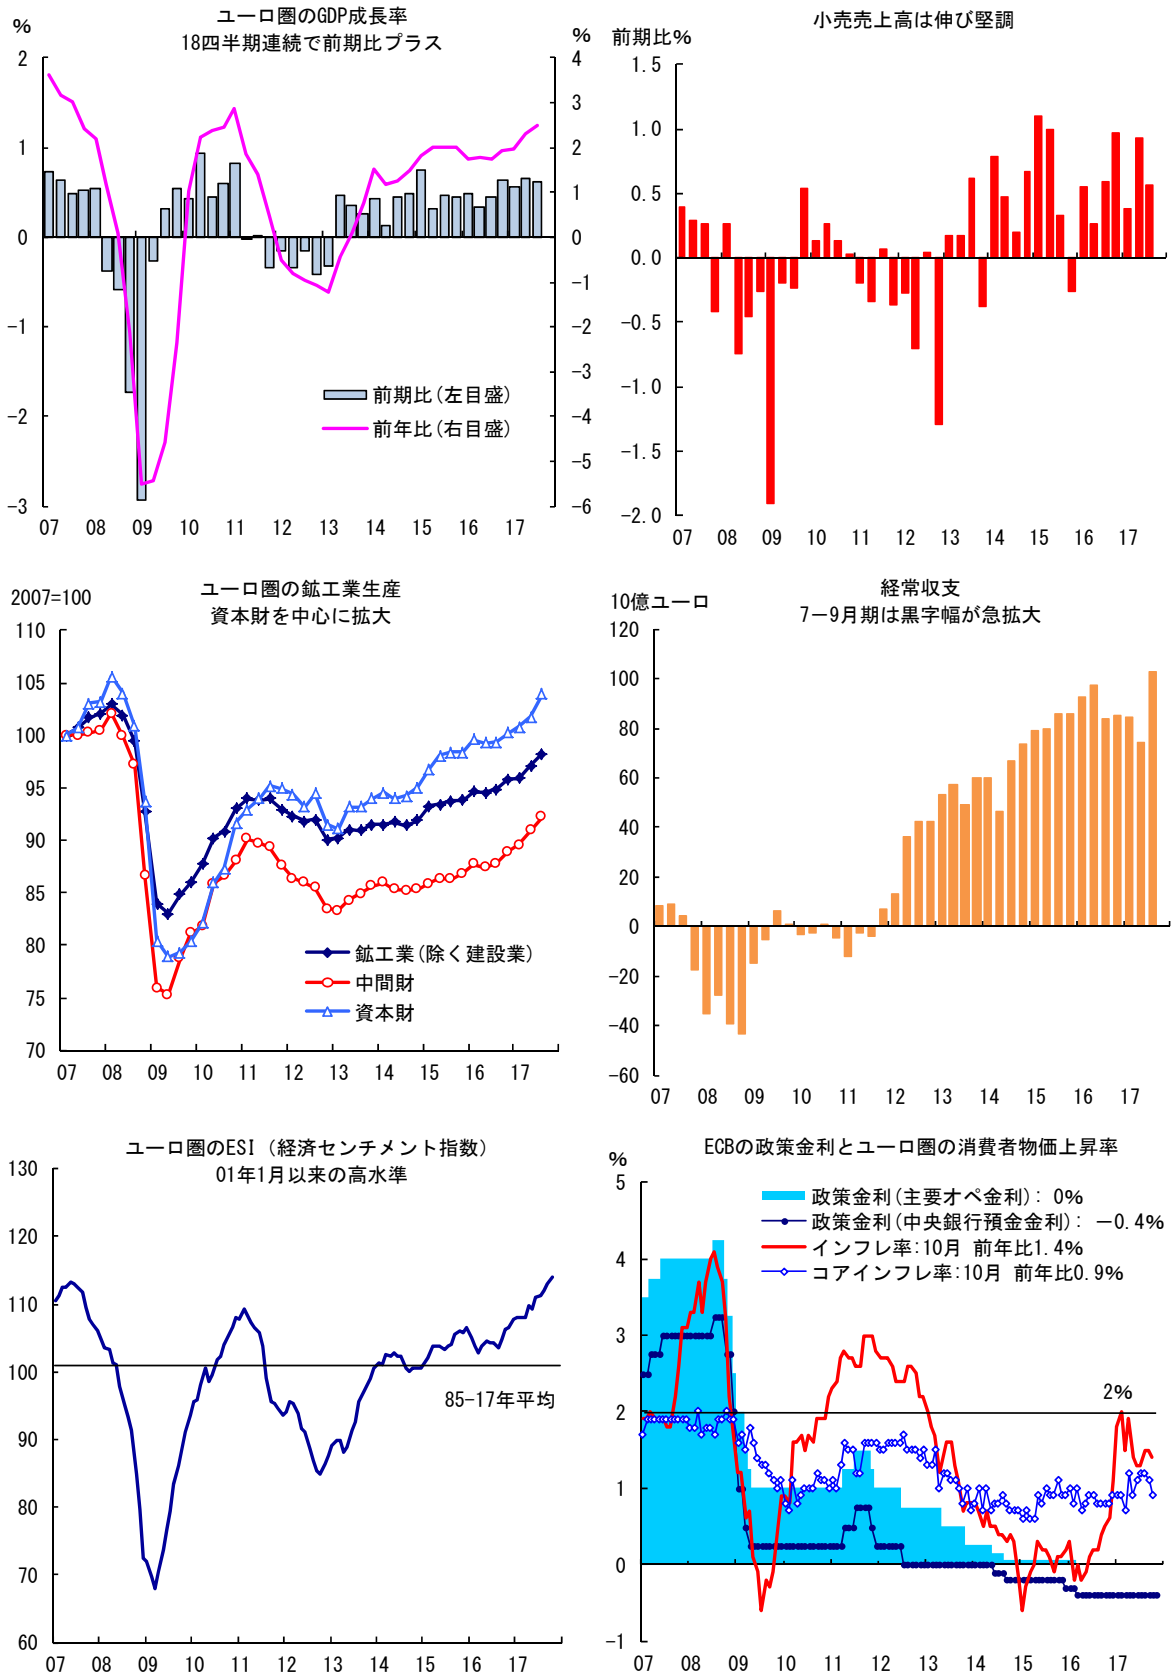 ユーロ圏のGDP成長率
18四半期連続で前期比プラス
%
%
2
1
0
-1
-2
-3
4
3
2
1
0
-1
-2
-3
-4
-5
-6
前期比(左目盛)
前年比(右目盛)
07 08 09 10 11 12 13 14 15 16 17
小売売上高は伸び堅調
前期比%
1.5
1.0
0.5
0.0
-0.5
-1.0
-1.5
-2.0
07 08 09 10 11 12 13 14 15 16 17
ユーロ圏の鉱工業生産
資本財を中心に拡大
2007=100
110
105
100
95
90
85
80
75
70
鉱工業(除く建設業)
中間財
資本財
07 08 09 10 11 12 13 14 15 16 17
経常収支
7-9月期は黒字幅が急拡大
10億ユーロ
120
100
80
60
40
20
0
-20
-40
-60
07 08 09 10 11 12 13 14 15 16 17
ユーロ圏のESI(経済センチメント指数)
01年1月以来の高水準
130
120
110
100
90
80
70
60
85-17年平均
07 08 09 10 11 12 13 14 15 16 17
ECBの政策金利とユーロ圏の消費者物価上昇率
%
5
4
3
2
1
0
-1
政策金利(主要オペ金利): 0%
政策金利(中央銀行預金金利): -0.4%
インフレ率:10月 前年比1.4%
コアインフレ率:10月 前年比0.9%
2%
07 08 09 10 11 12 13 14 15 16 17